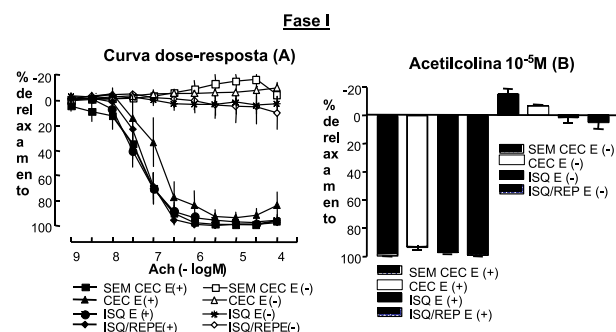 Fase I
Curva dose-resposta (A)
% de relaxamento
-20
0
20
40
60
80
100
9 8 7 6 5 4
Ach (- logM)
SEM CEC E(+) SEM CEC E(-)
CEC E(+) CEC E(-)
ISQ E (+) ISQ E(-)
ISQ/REPE(+) ISQ/REPE(-)
Acetilcolina 10-5M (B)
% de relaxamento
-20
0
20
40
60
80
100
SEM CEC E (-)
CEC E (-)
ISQ E (-)
ISQ/REP E (-)
SEM CEC E (+)
CEC E (+)
ISQ E (+)
ISQ/REP E (+)